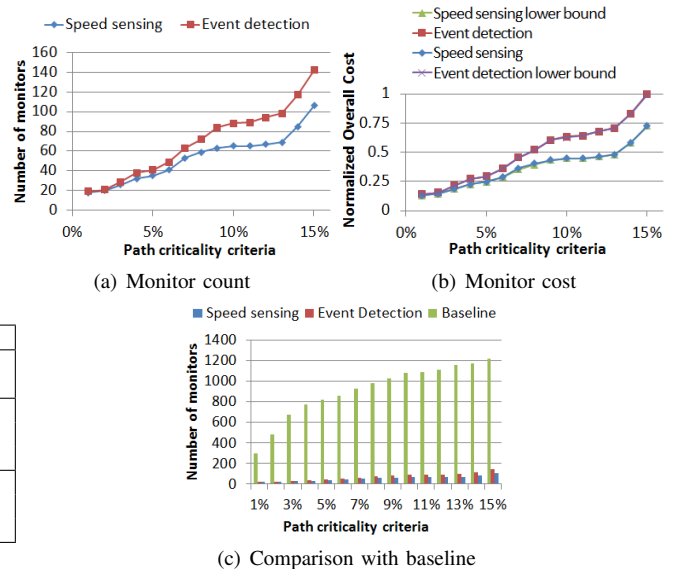 Speed sensing Event detection
Number of monitors
160
140
120
100
80
60
40
20
0
0% 5% 10% 15%
Path criticality criteria
(a) Monitor count
Speed sensing lower bound
Event detection
Speed sensing
Event detection lower bound
Normalized Overall Cost
1
0.75
0.5
0.25
0
0% 5% 10% 15%
Path criticality criteria
(b) Monitor cost
Speed sensing Event Detection Baseline
Number of monitors
1400
1200
1000
800
600
400
200
0
1% 3% 5% 7% 9% 11% 13% 15%
Path criticality criteria
(c) Comparison with baseline